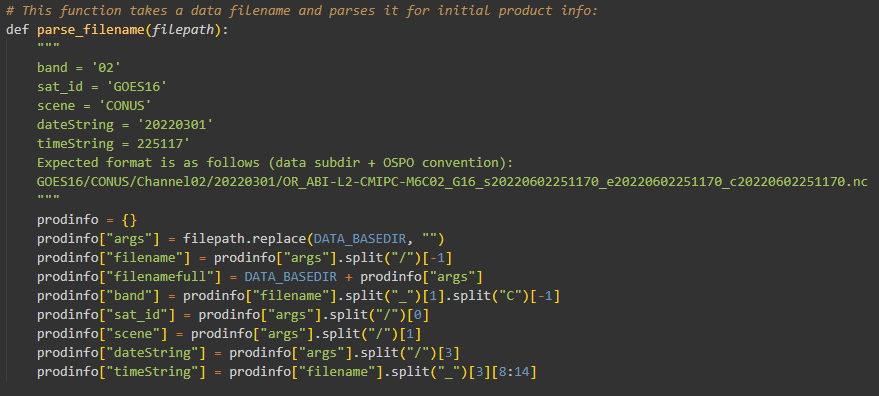 # This function takes a data filename and parses it for initial product info:
def parse_filename(filepath):
"""
band = '02'
sat_id = 'GOES16'
scene = 'CONUS'
dateString = '20220301'
timeString = 225117'
Expected format is as follows (data subdir + OSPO convention):
GOES16/CONUS/Channel02/20220301/OR_ABI-L2-CMIPC-M6C02_G16_s20220602251170_e20220602251170_c20220602251170.nc
"""
prodinfo = {}
prodinfo["args"] = filepath.replace(DATA_BASEDIR, "")
prodinfo["filename"] = prodinfo["args"].split("/")[-1]
prodinfo["filenamefull"] = DATA_BASEDIR + prodinfo["args"]
prodinfo["band"] = prodinfo["filename"].split("_")[1].split("C")[-1]
prodinfo["sat_id"] = prodinfo["args"].split("/")[0]
prodinfo["scene"] = prodinfo["args"].split("/")[1]
prodinfo["dateString"] = prodinfo["args"].split("/")[3]
prodinfo["timeString"] = prodinfo["filename"].split("_")[3][8:14]